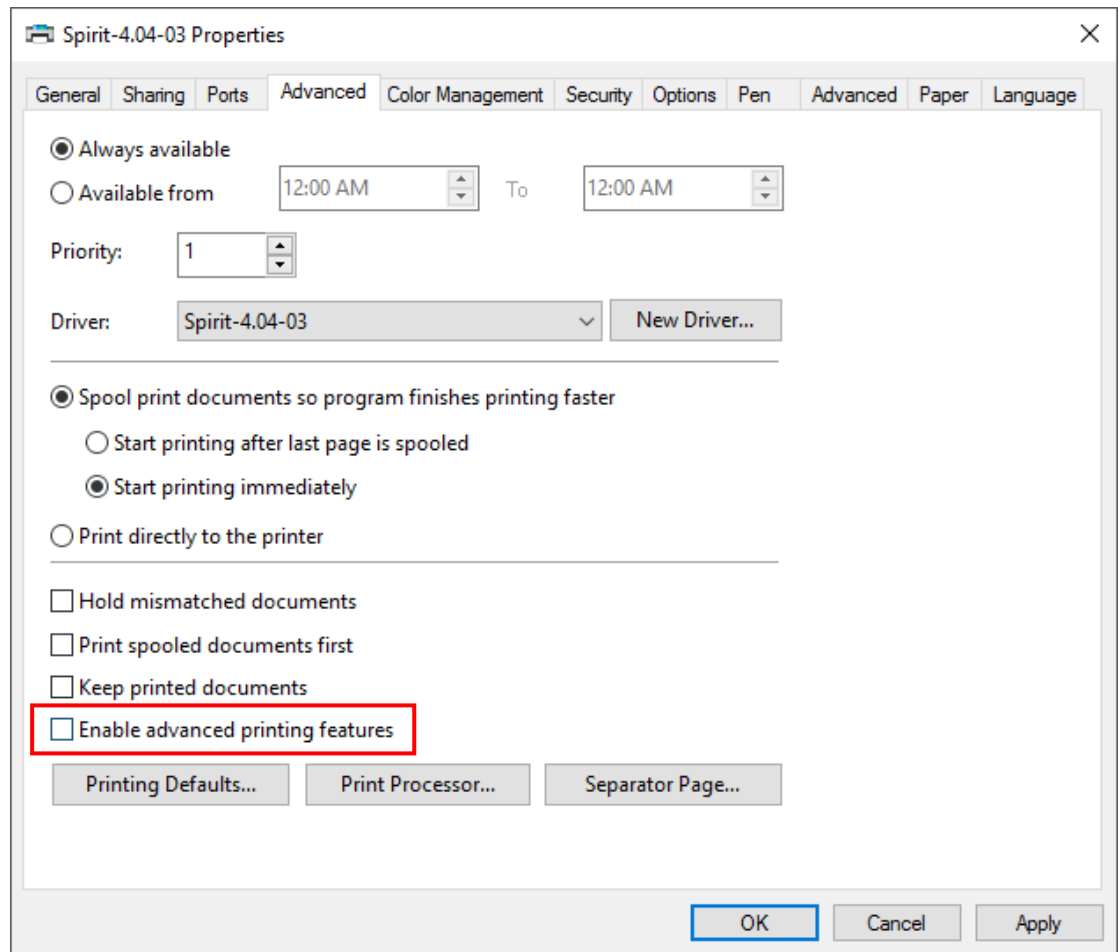 Spirit-4.04-03 Properties
General Sharing Ports Advanced Color Management Security Options Pen Advanced Paper Language
Always available
Available from 12:00 AM To 12:00 AM
Priority: 1
Driver: Spirit-4.04-03 New Driver...
Spool print documents so program finishes printing faster
Start printing after last page is spooled
Start printing immediately
Print directly to the printer
Hold mismatched documents
Print spooled documents first
Keep printed documents
Enable advanced printing features
Printing Defaults... Print Processor... Separator Page...
OK Cancel Apply